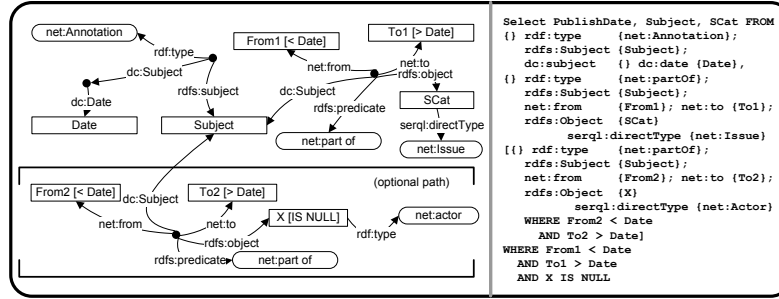 net:Annotation
rdf:type
From1 [< Date]
To1 [> Date]
net:from
net:to
rdfs:object
dc:Subject
rdfs:subject
dc:Subject
dc:Date
rdfs:predicate
SCat
Date
Subject
serql:directType
net:part of
net:Issue
(optional path)
From2 [< Date]
dc:Subject
To2 [> Date]
X [IS NULL]
net:actor
net:from
net:to
rdfs:object
rdf:type
rdfs:predicate
net:part of
Select PublishDate, Subject, SCat FROM
{} rdf:type {net:Annotation};
rdfs:Subject {Subject};
dc:subject {} dc:date {Date},
{} rdf:type {net:partOf};
rdfs:Subject {Subject};
net:from {From1}; net:to {To1};
rdfs:Object {SCat}
serql:directType {net:Issue}
[{} rdf:type {net:partOf};
rdfs:Subject {Subject};
net:from {From2}; net:to {To2};
rdfs:Object {X}
serql:directType {net:Actor}
WHERE From2 < Date
AND To2 > Date]
WHERE From1 < Date
AND To1 > Date
AND X IS NULL